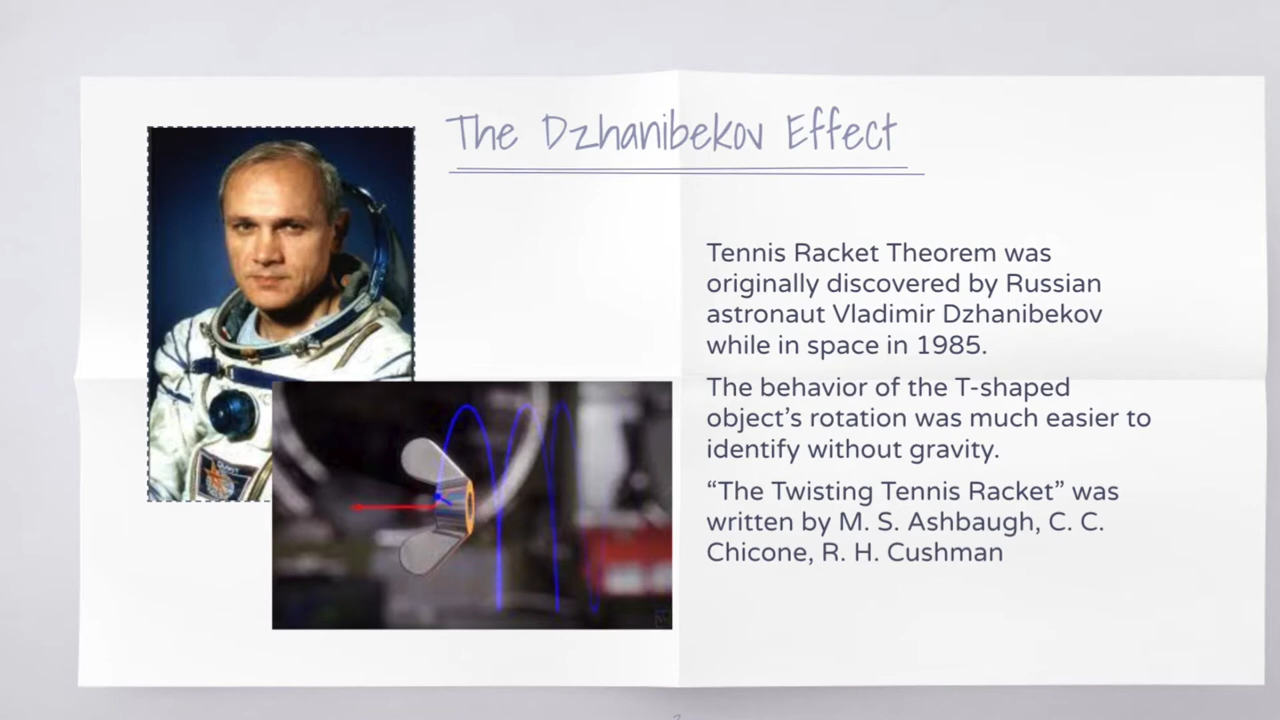 The Dzhanibekov Effect
Tennis Racket Theorem was
originally discovered by Russian
astronaut Vladimir Dzhanibekov
while in space in 1985.
The behavior of the T-shaped
object’s rotation was much easier to
identify without gravity.
“The Twisting Tennis Racket” was
written by M. S. Ashbaugh, C. C.
Chicone, R. H. Cushman